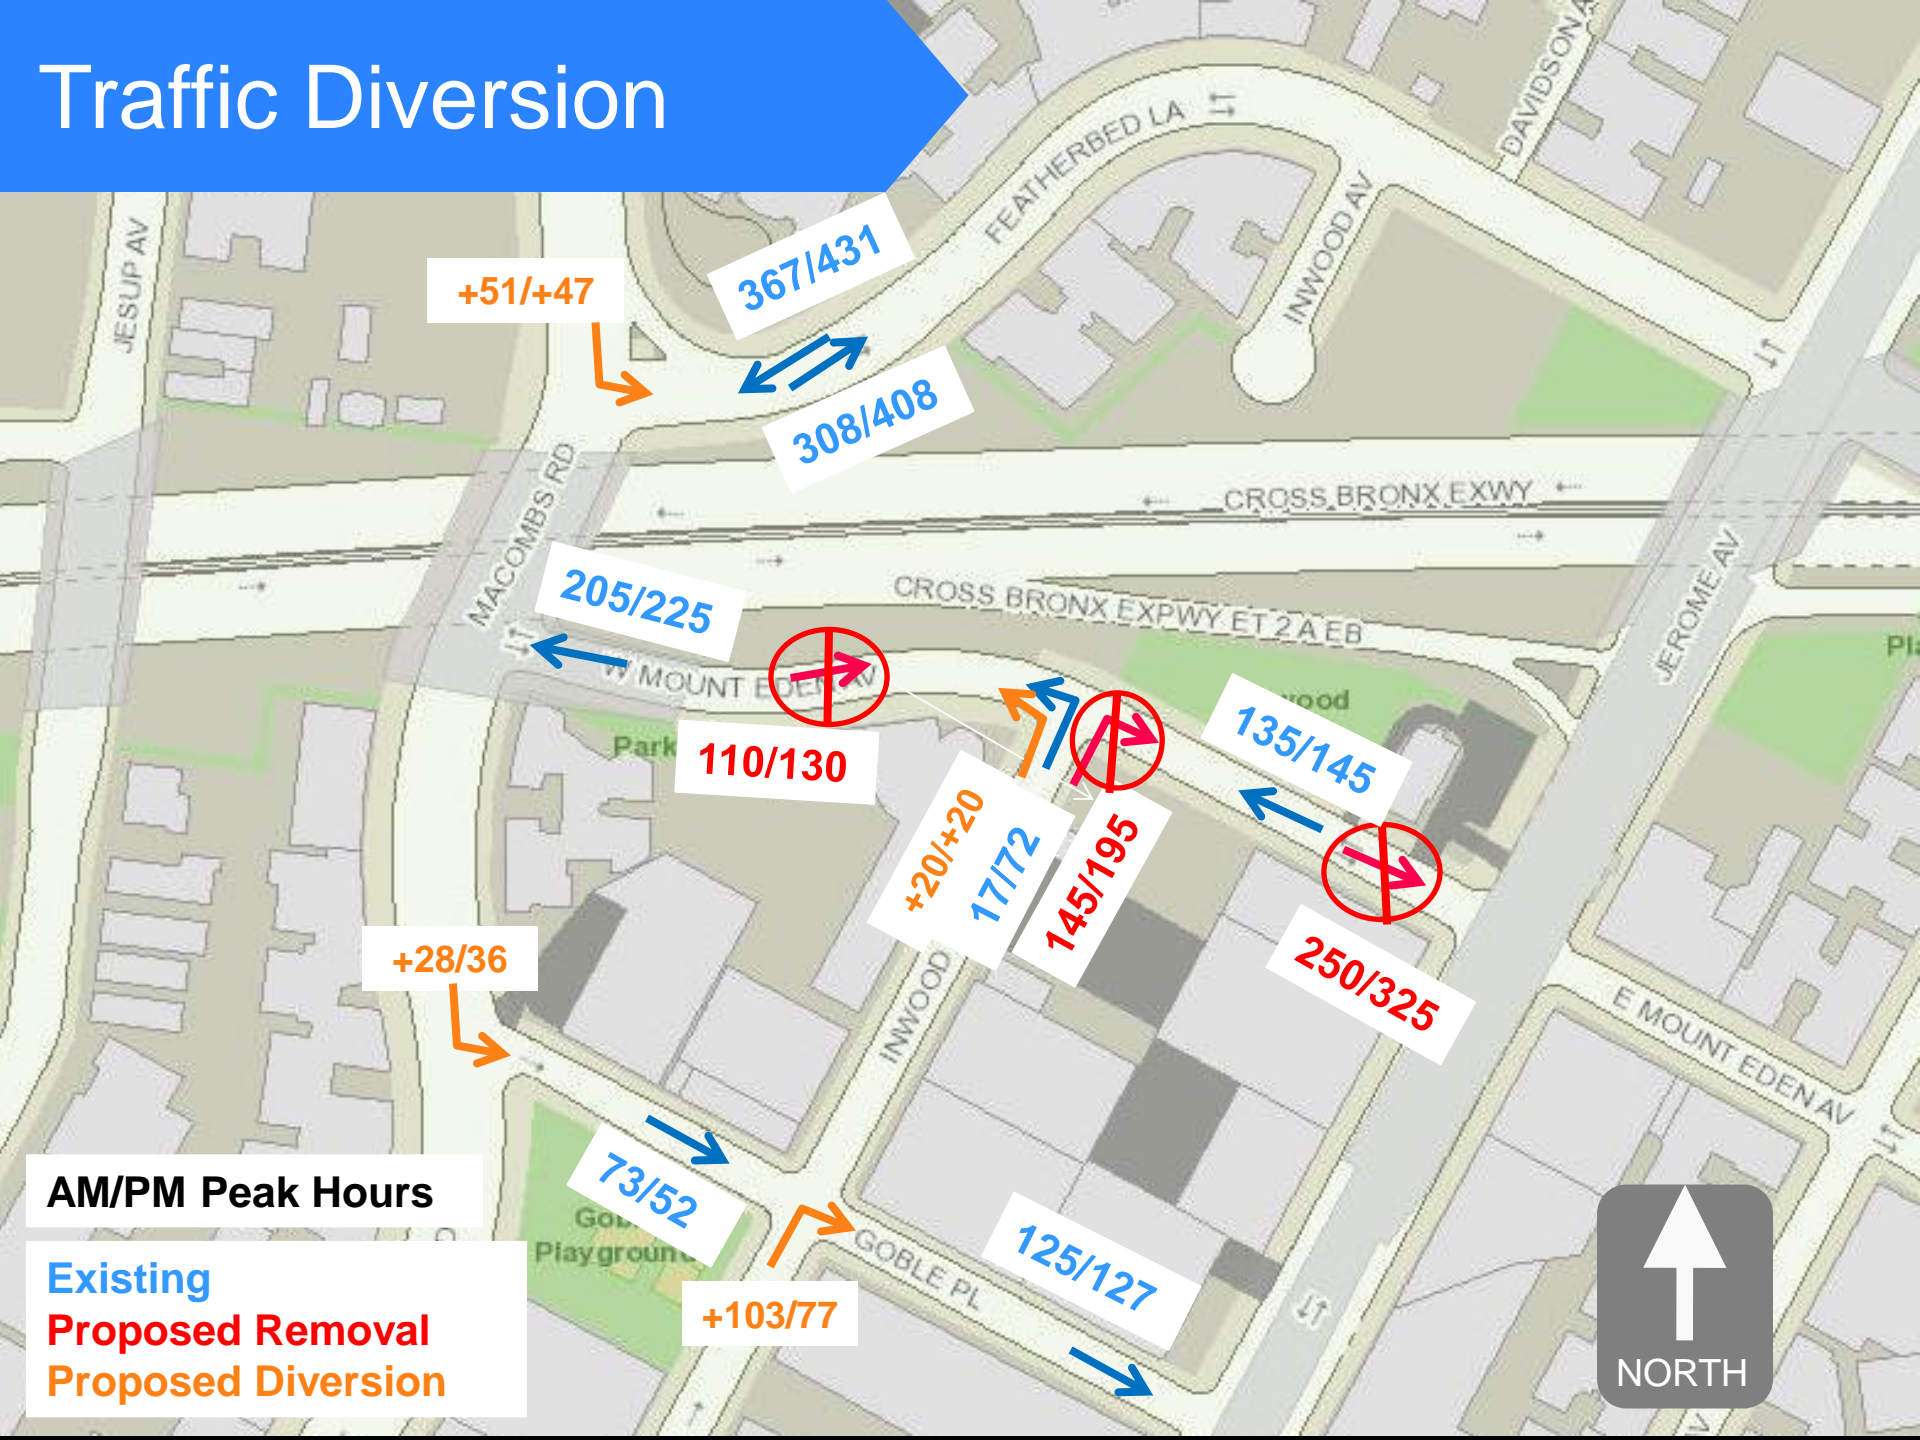 Traffic Diversion
DAVIDSON A
FEATHERBED LA
INWOOD AV
JESUP AV
367/431
+51/+47
308/408
MACOMBS RD
CROSS BRONX EXWY
205/225
CROSS BRONX EXPWY ET 2 A EB
JEROME AV
Pla
W MOUNT EDEN AV
wood
Park
110/130
135/145
+20/+20
17/72
145/195
250/325
+28/36
INWOOD
E MOUNT EDEN AV
73/52
AM/PM Peak Hours
Gob
Playground
GOBLE PL
125/127
+103/77
Existing
Proposed Removal
Proposed Diversion
NORTH
AV